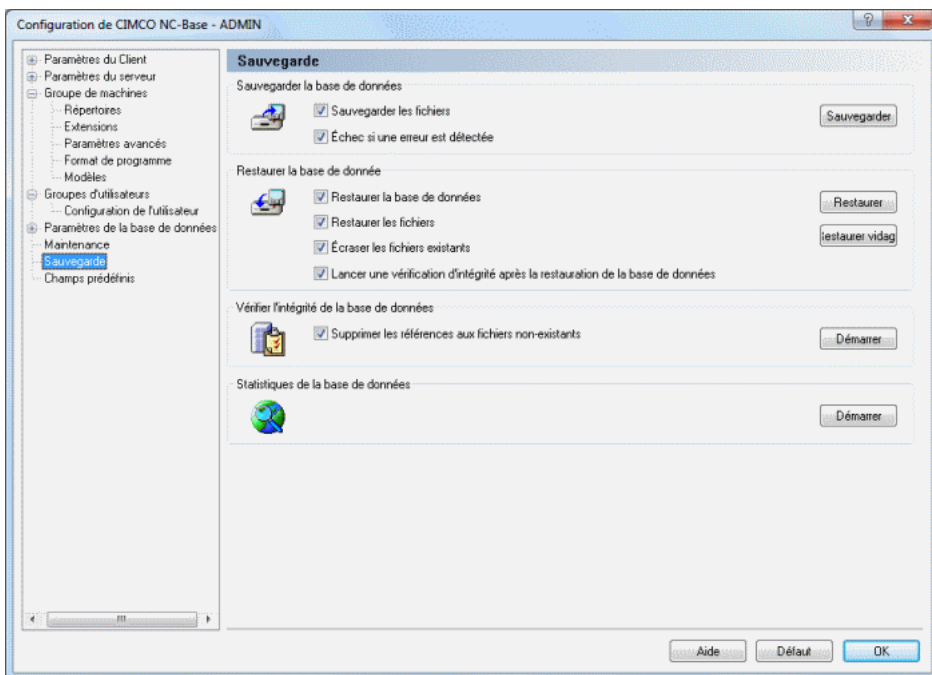 Configuration de CIMCO NC-Base - ADMIN
Paramètres du Client
Paramètres du serveur
Groupe de machines
Répertoires
Extensions
Paramètres avancés
Format de programme
Modèles
Groupes d'utilisateurs
Configuration de l'utilisateur
Paramètres de la base de données
Maintenance
Sauvegarde
Champs prédéfinis
Sauvegarde
Sauvegarder la base de données
Sauvegarder les fichiers
Échec si une erreur est détectée
Sauvegarder
Restaurer la base de donnée
Restaurer la base de données
Restaurer les fichiers
Écraser les fichiers existants
Lancer une vérification d'intégrité après la restauration de la base de données
Restaurer
estaurer vidag
Vérifier l'intégrité de la base de données
Supprimer les références aux fichiers non-existants
Démarrer
Statistiques de la base de données
Démarrer
Aide
Défaut
OK